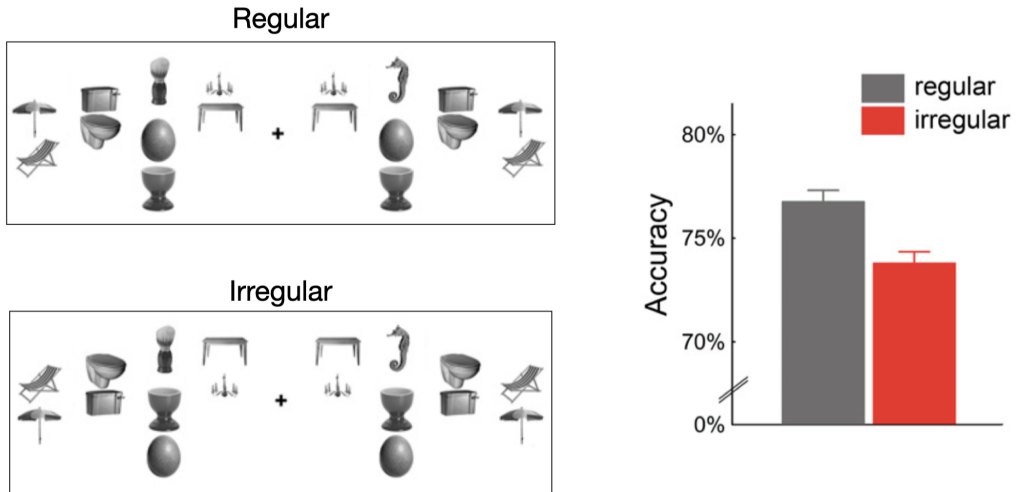 Regular
+
Irregular
+
regular
irregular
Accuracy
80%
75%
70%
0%